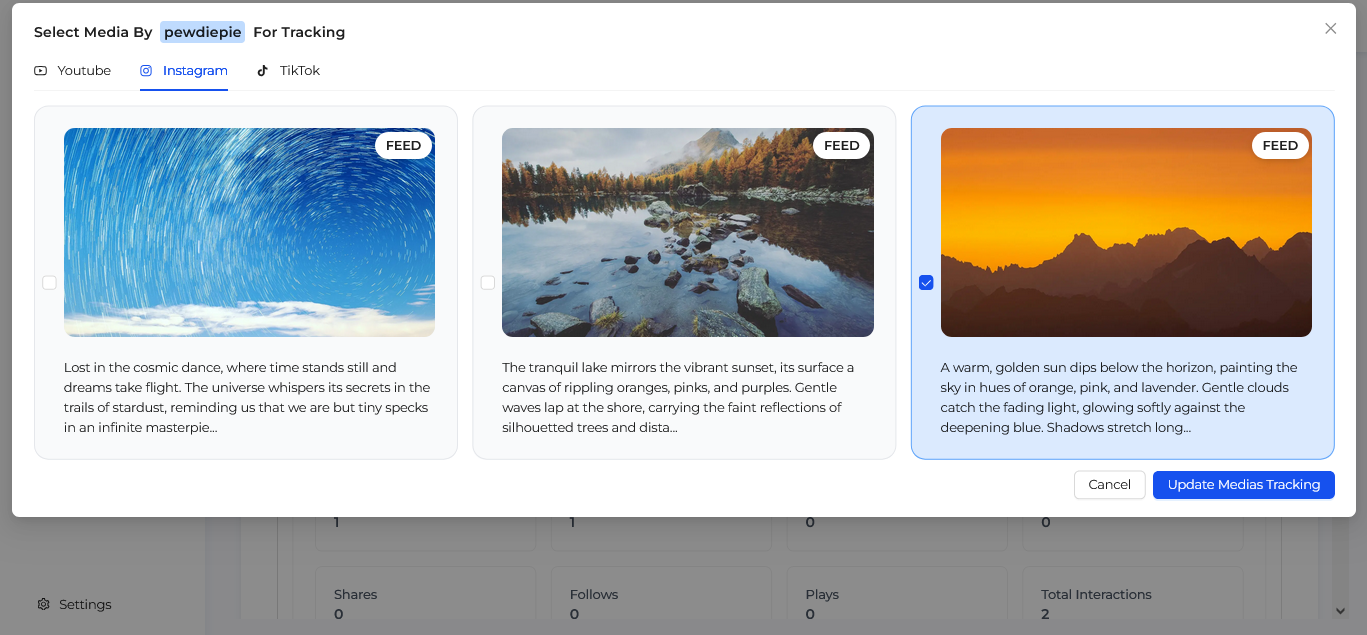 Select Media By pewdiepie For Tracking
Youtube Instagram TikTok
FEED
Lost in the cosmic dance, where time stands still and
dreams take flight. The universe whispers its secrets in the
trails of stardust, reminding us that we are but tiny specks
in an infinite masterpie...
FEED
The tranquil lake mirrors the vibrant sunset, its surface a
canvas of rippling oranges, pinks, and purples. Gentle
waves lap at the shore, carrying the faint reflections of
silhouetted trees and dista...
FEED
A warm, golden sun dips below the horizon, painting the
sky in hues of orange, pink, and lavender. Gentle clouds
catch the fading light, glowing softly against the
deepening blue. Shadows stretch long...
Cancel Update Medias Tracking
1 1 0 0
Shares Follows Plays Total Interactions
0 0 0 2
Settings